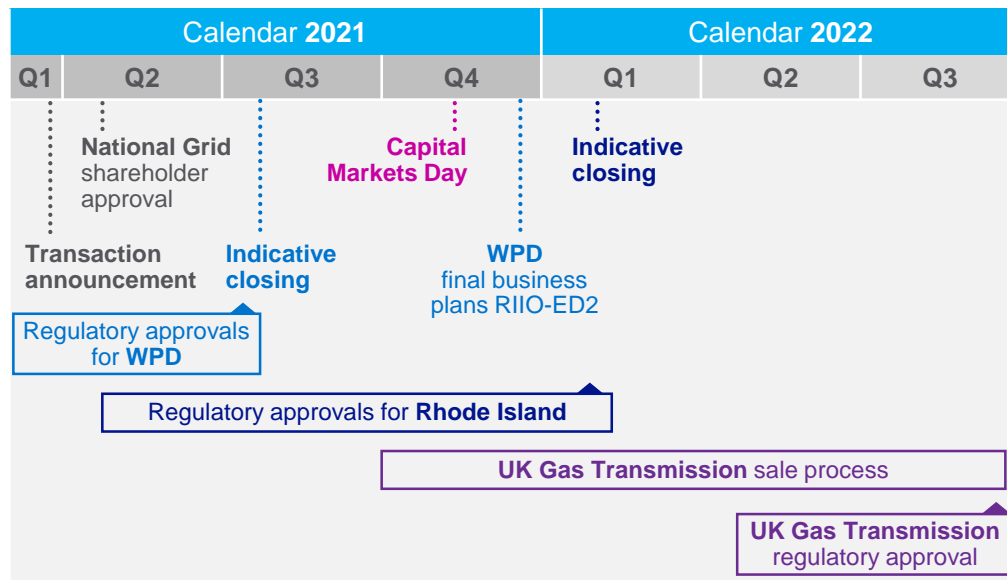 Calendar 2021
Calendar 2022
Q1
Q2
Q3
Q4
Q1
Q2
Q3
National Grid
shareholder
approval
Capital
Markets Day
Indicative
closing
Transaction
announcement
Indicative
closing
WPD
final business
plans RIIO-ED2
Regulatory approvals
for WPD
Regulatory approvals for Rhode Island
UK Gas Transmission sale process
UK Gas Transmission
regulatory approval